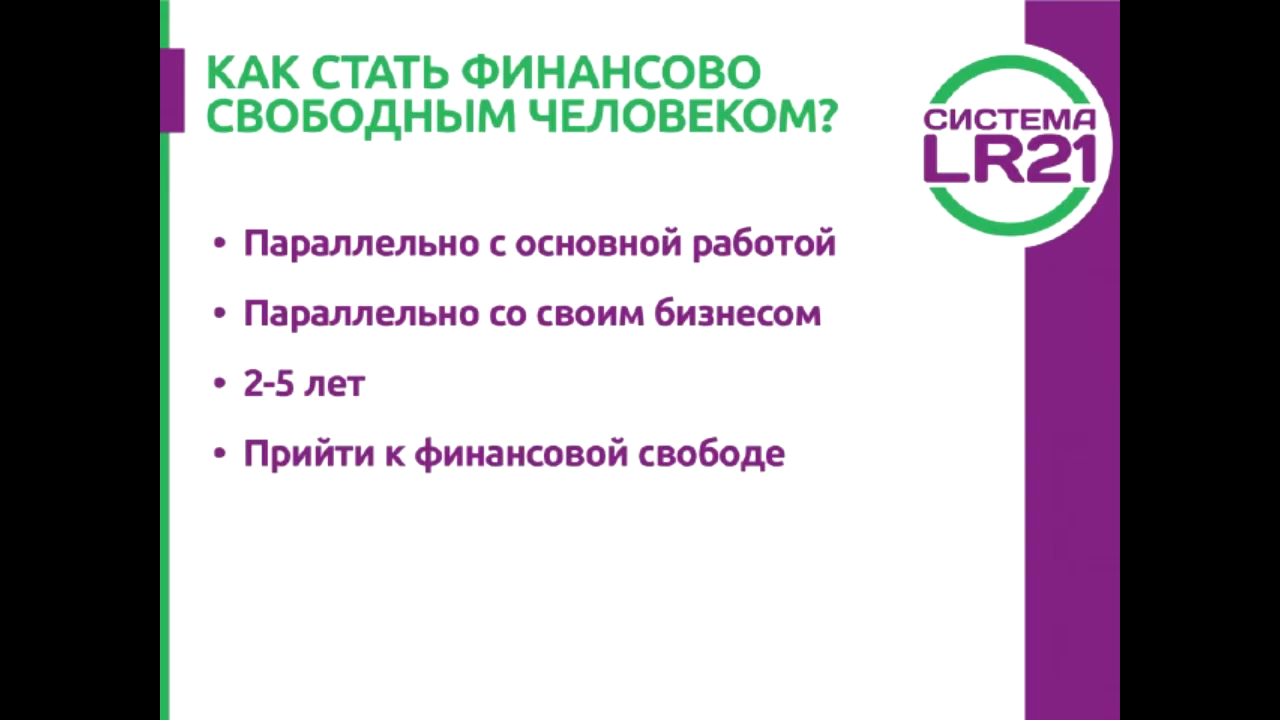 КАК СТАТЬ ФИНАНСОВО
СВОБОДНЫМ ЧЕЛОВЕКОМ?
СИСТЕМА
LR21
• Параллельно с основной работой
• Параллельно со своим бизнесом
• 2-5 лет
• Прийти к финансовой свободе